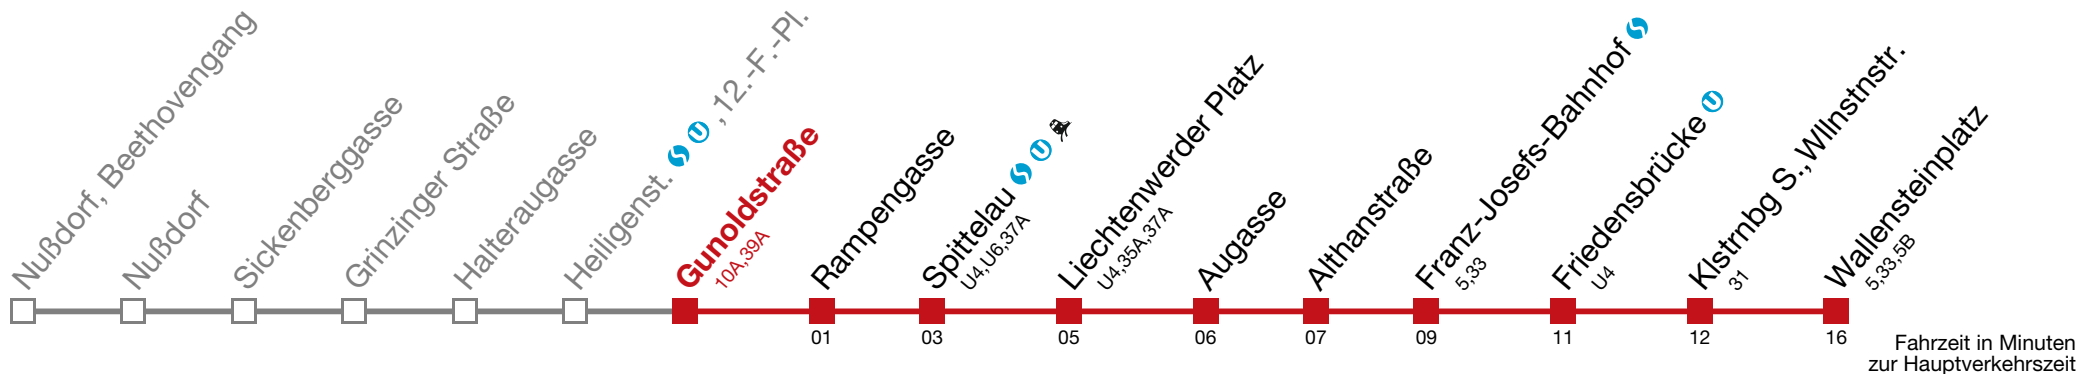 Nußdorf, Beethovengang
Nußdorf
Sickenberggasse
Grinzinger Straße
Halteraugasse
Heiligenst. S U , 12.-F.-Pl.
Gunoldstraße
10A,39A
Rampengasse
01
Spittelau S U
U4,U6,37A
03
Liechtenwerder Platz
U4,35A,37A
05
Augasse
06
Althanstraße
07
Franz-Josefs-Bahnhof S
5,33
09
Friedensbrücke U
U4
11
Klstrnbg S.,Wllnstnstr.
31
12
Wallensteinplatz
5,33,5B
16
Fahrzeit in Minuten
zur Hauptverkehrszeit